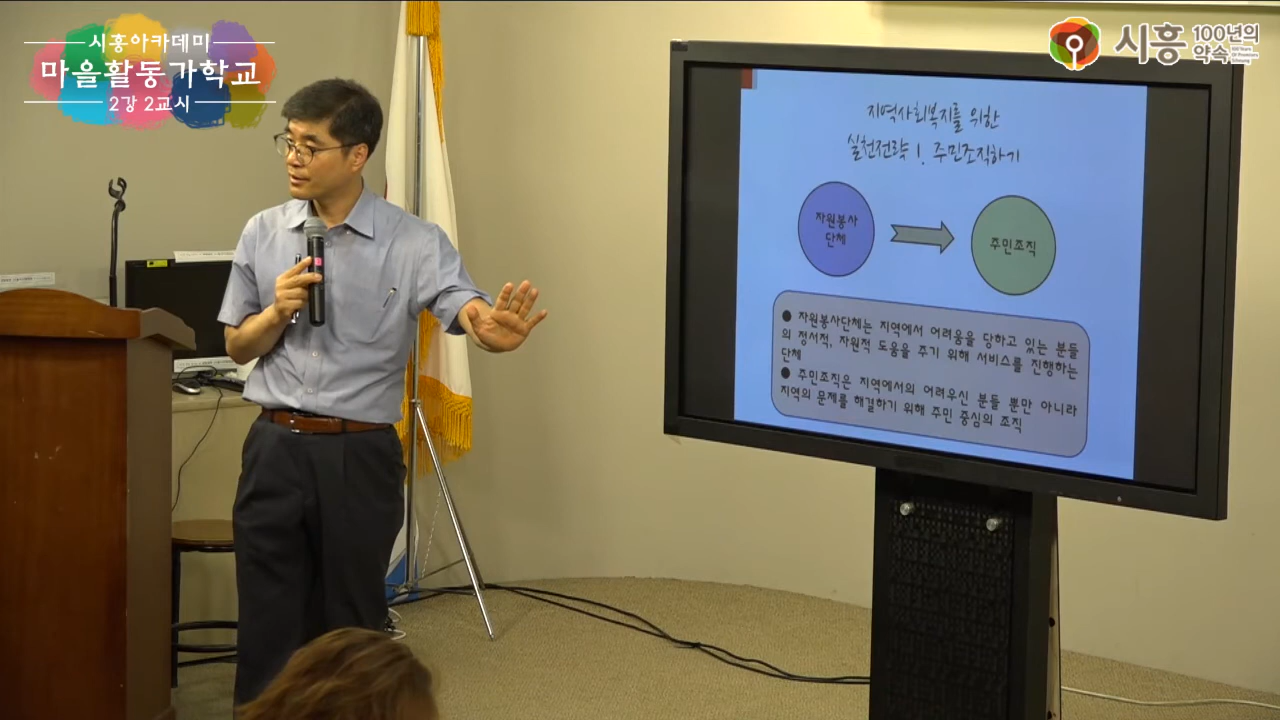 시흥아카데미
마을활동가학교
2강 2교시
시흥 100년의
약속
지역사회복지를 위한
실천전략 1. 주민조직하기
자원봉사
단체
주민조직
● 자원봉사단체는 지역에서 어려움을 당하고 있는 분들
의 정서적, 자원적 도움을 주기 위해 서비스를 진행하는
단체
● 주민조직은 지역에서의 어려우신 분들 뿐만 아니라
지역의 문제를 해결하기 위해 주민 중심의 조직